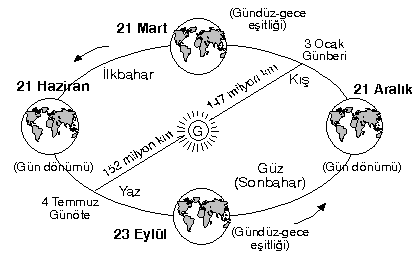 21 Mart
(Gündüz-gece
eşitliği)
3 Ocak
Günberi
İlkbahar
Kış
147 milyon km
21 Haziran
21 Aralık
G
152 milyon km
(Gün dönümü)
Güz
(Sonbahar)
(Gün dönümü)
Yaz
4 Temmuz
Günöte
23 Eylül
(Gündüz-gece
eşitliği)